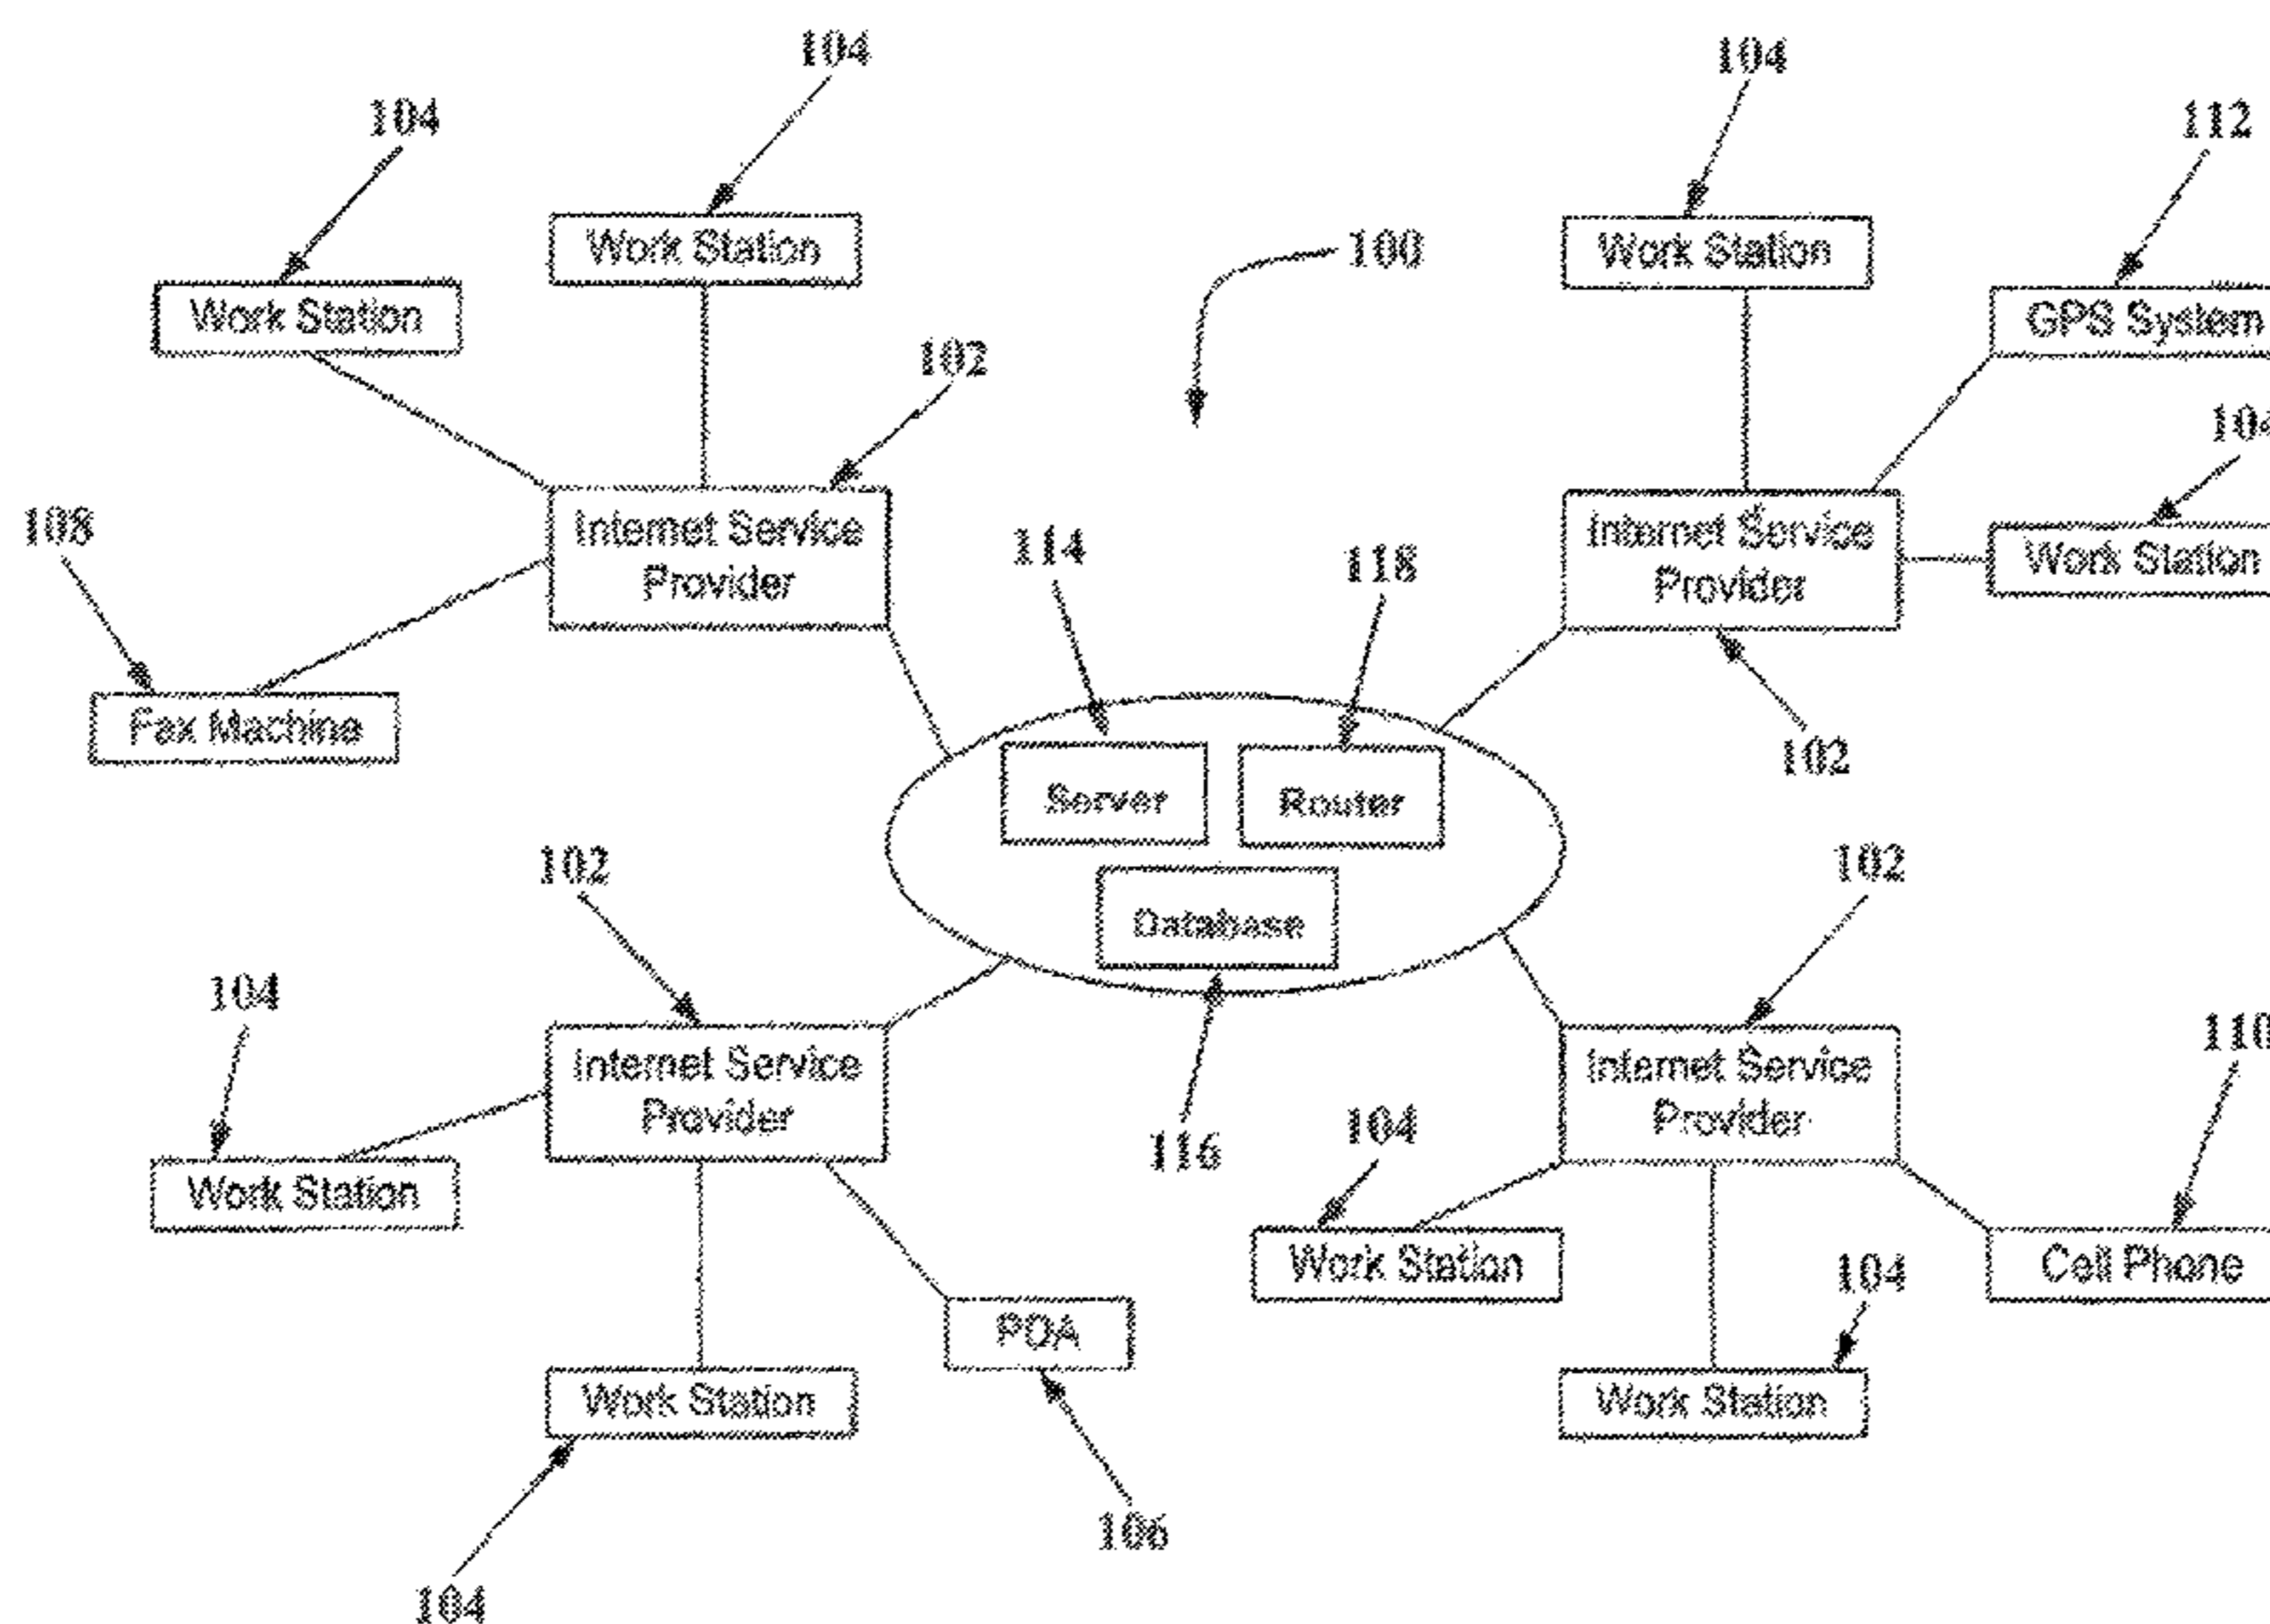 104
104
104
112
Work Station
Work Station
100
Work Station
GPS System
102
104
108
Internet Service
Provider
114
118
Internet Service
Provider
Work Station
Fax Machine
102
Server
Router
102
102
Database
104
110
Internet Service
Provider
Internet Service
Provider
116
104
Work Station
Work Station
104
Cell Phone
PDA
Work Station
Work Station
106
104